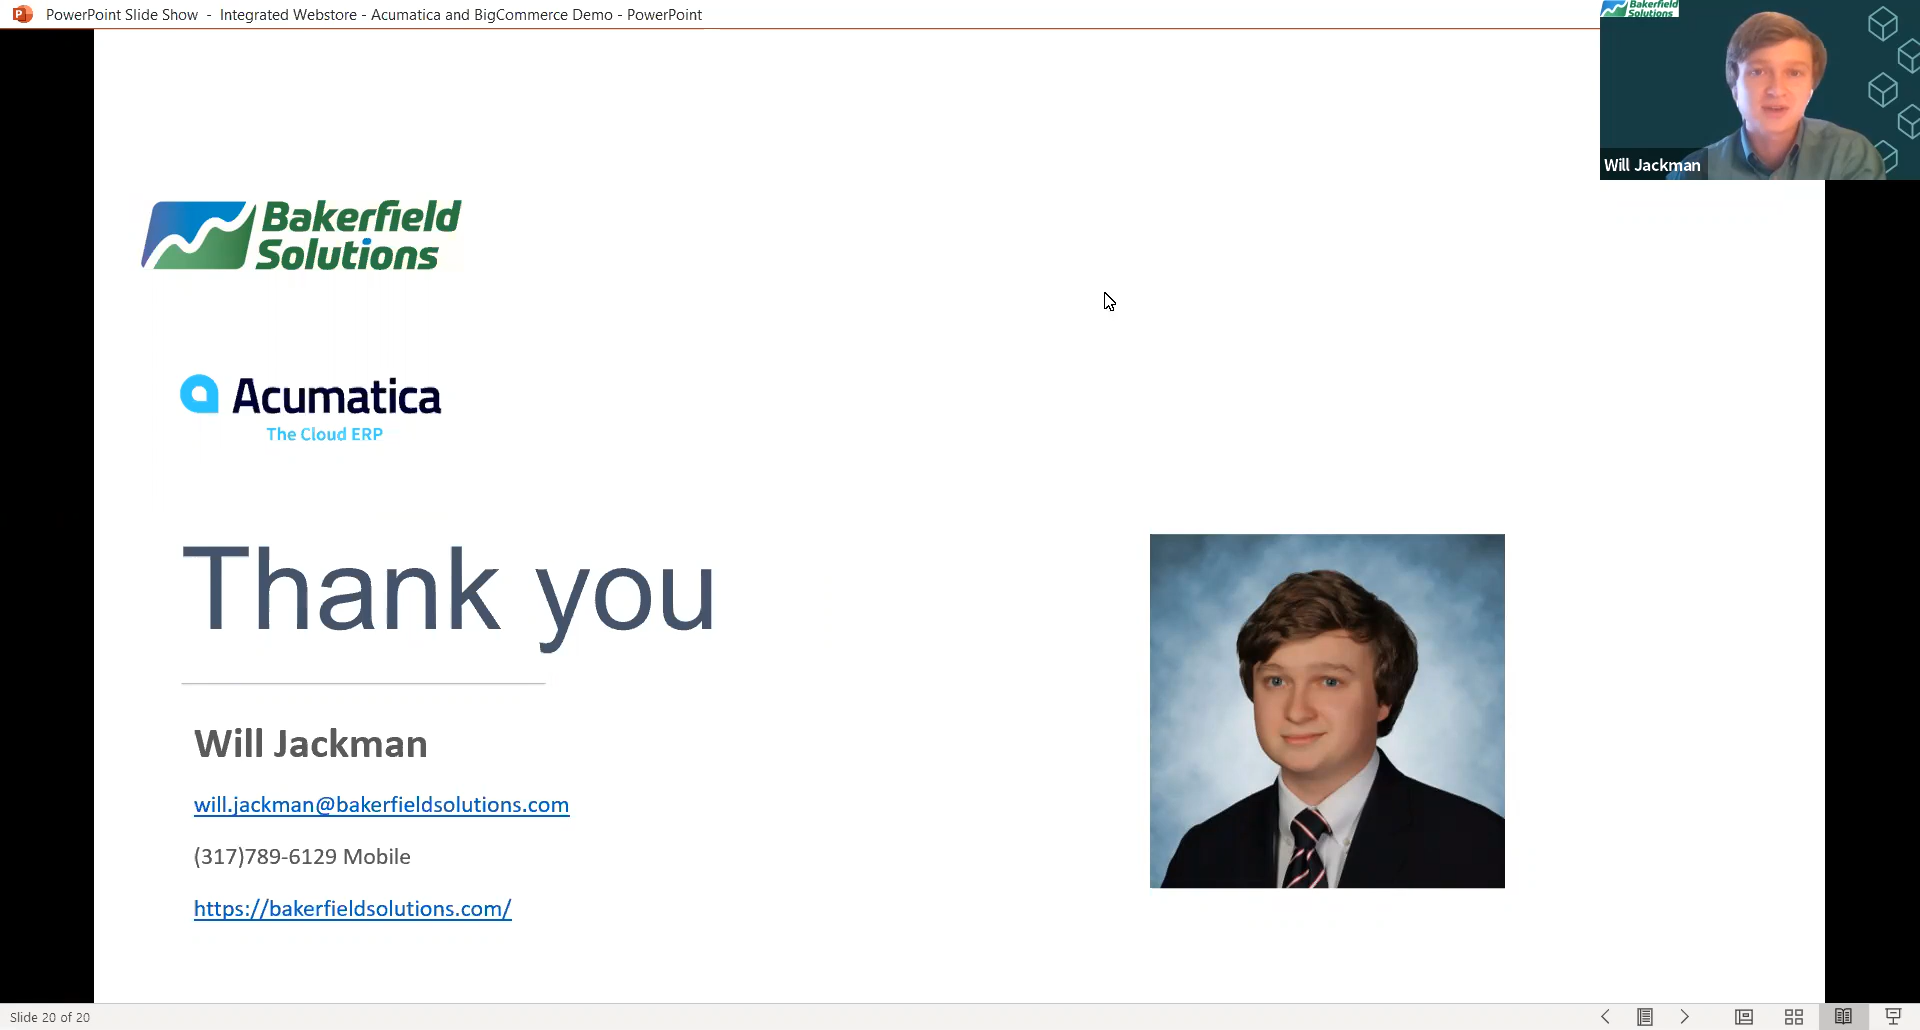 PowerPoint Slide Show - Integrated Webstore - Acumatica and BigCommerce Demo - PowerPoint
Bakerfield
Solutions
Will Jackman
Bakerfield
Solutions
Acumatica
The Cloud ERP
Thank you
Will Jackman
will.jackman@bakerfieldsolutions.com
(317)789-6129 Mobile
https://bakerfieldsolutions.com/
Slide 20 of 20